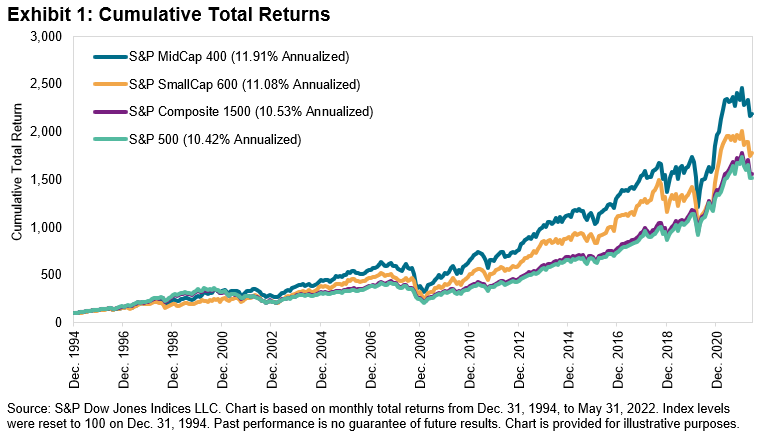 Exhibit 1: Cumulative Total Returns
3,000
2,500
2,000
1,500
1,000
500
0
Cumulative Total Return
S&P MidCap 400 (11.91% Annualized)
S&P SmallCap 600 (11.08% Annualized)
S&P Composite 1500 (10.53% Annualized)
S&P 500 (10.42% Annualized)
Dec. 1994
Dec. 1996
Dec. 1998
Dec. 2000
Dec. 2002
Dec. 2004
Dec. 2006
Dec. 2008
Dec. 2010
Dec. 2012
Dec. 2014
Dec. 2016
Dec. 2018
Dec. 2020
Source: S&P Dow Jones Indices LLC. Chart is based on monthly total returns from Dec. 31, 1994, to May 31, 2022. Index levels
were reset to 100 on Dec. 31, 1994. Past performance is no guarantee of future results. Chart is provided for illustrative purposes.